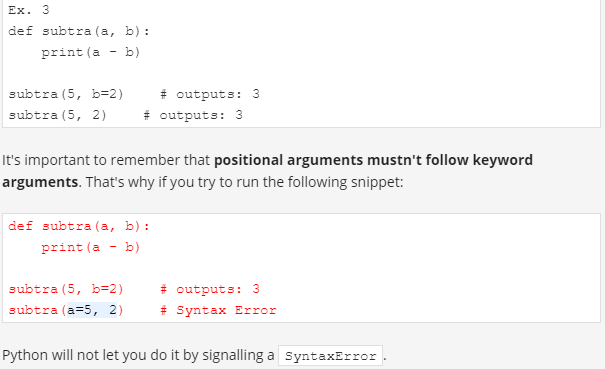 Ex. 3
def subtra(a, b):
    print(a - b)
subtra(5, b=2)    # outputs: 3
subtra(5, 2)    # outputs: 3
It's important to remember that positional arguments mustn't follow keyword
arguments. That's why if you try to run the following snippet:
def subtra(a, b):
    print(a - b)
subtra(5, b=2)    # outputs: 3
subtra(a=5, 2)    # Syntax Error
Python will not let you do it by signalling a SyntaxError.